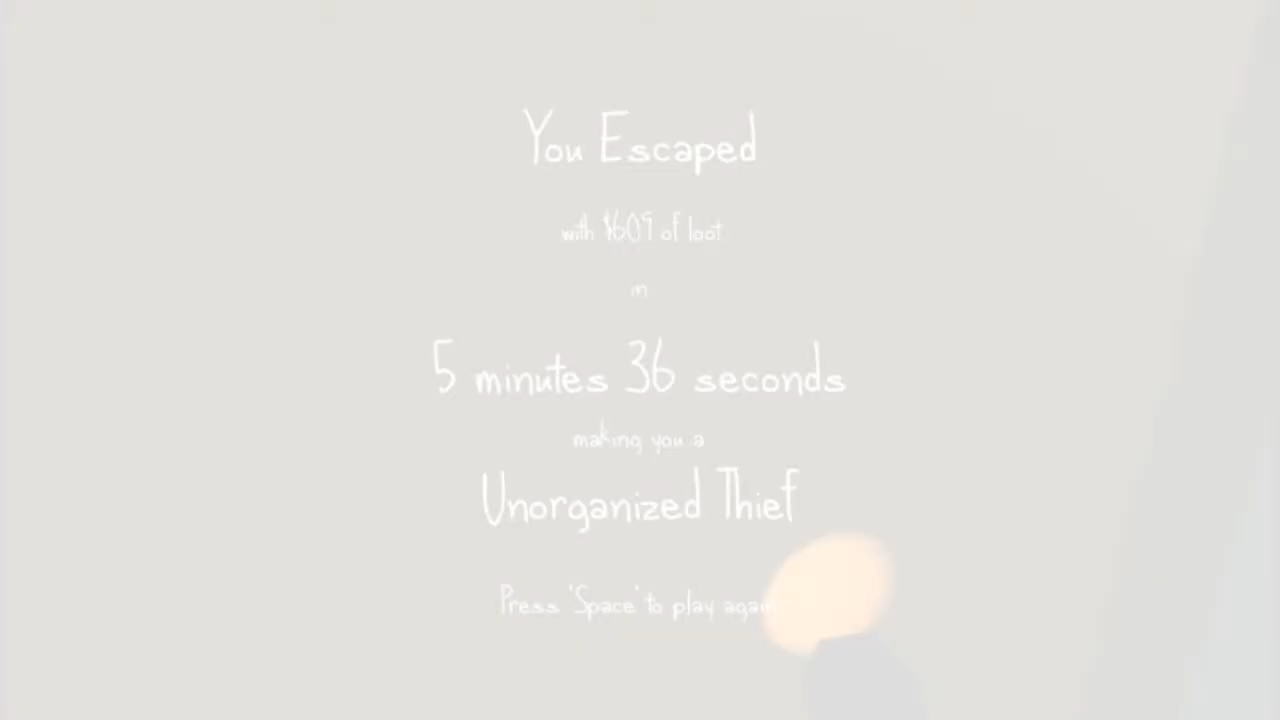 You Escaped
with $609 of loot
in
5 minutes 36 seconds
making you a
Unorganized Thief
Press 'Space' to play again